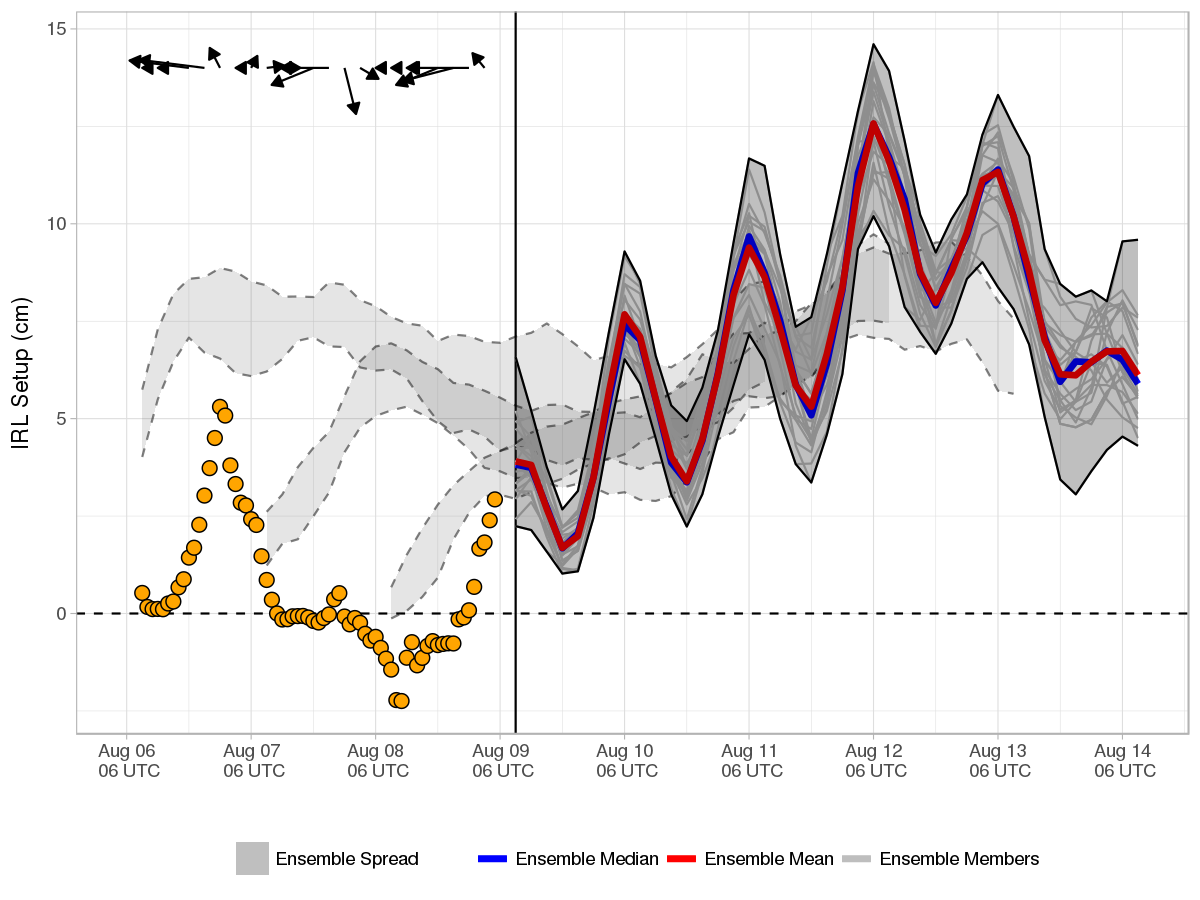 15
10
5
0
IRL Setup (cm)
Aug 06 Aug 07 Aug 08 Aug 09 Aug 10 Aug 11 Aug 12 Aug 13 Aug 14
06 UTC 06 UTC 06 UTC 06 UTC 06 UTC 06 UTC 06 UTC 06 UTC 06 UTC
Ensemble Spread Ensemble Median Ensemble Mean Ensemble Members